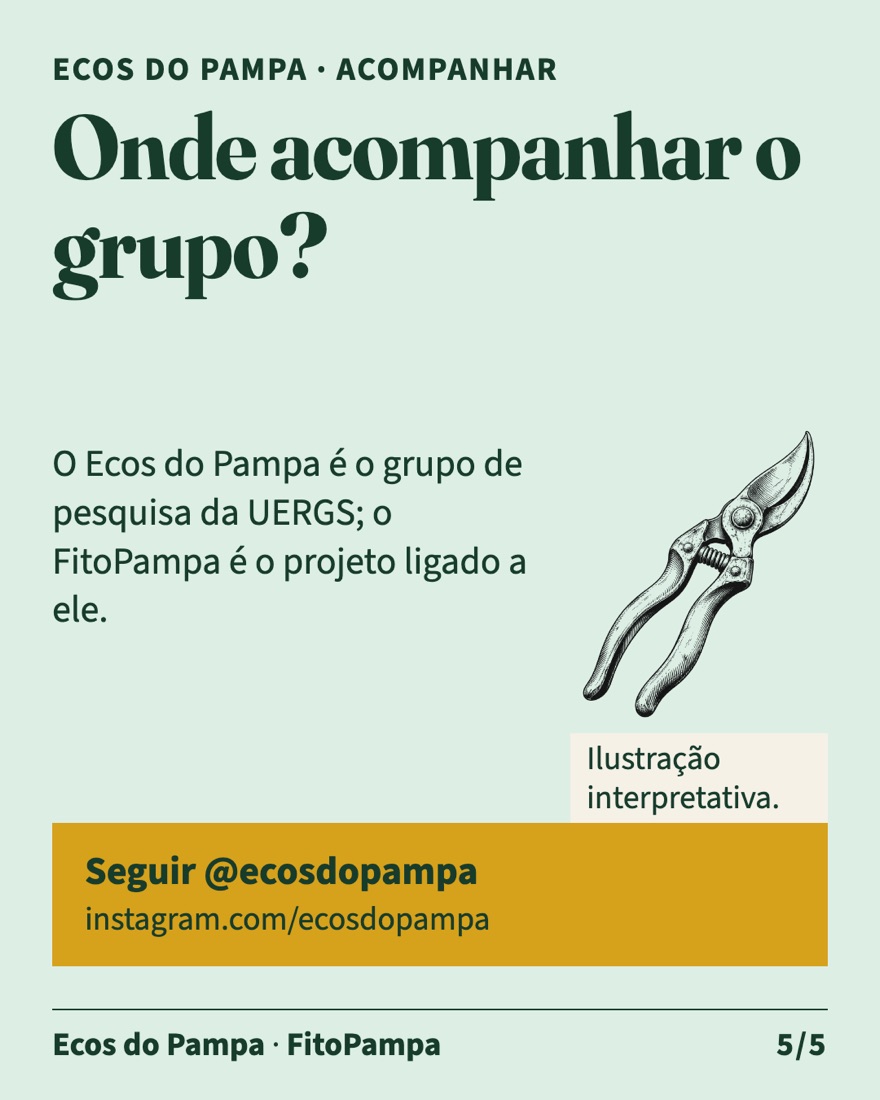 ECOS DO PAMPA · ACOMPANHAR
Onde acompanhar o
grupo?
O Ecos do Pampa é o grupo de
pesquisa da UERGS; o
FitoPampa é o projeto ligado a
ele.
Ilustração
interpretativa.
Seguir @ecosdopampa
instagram.com/ecosdopampa
Ecos do Pampa · FitoPampa
5/5